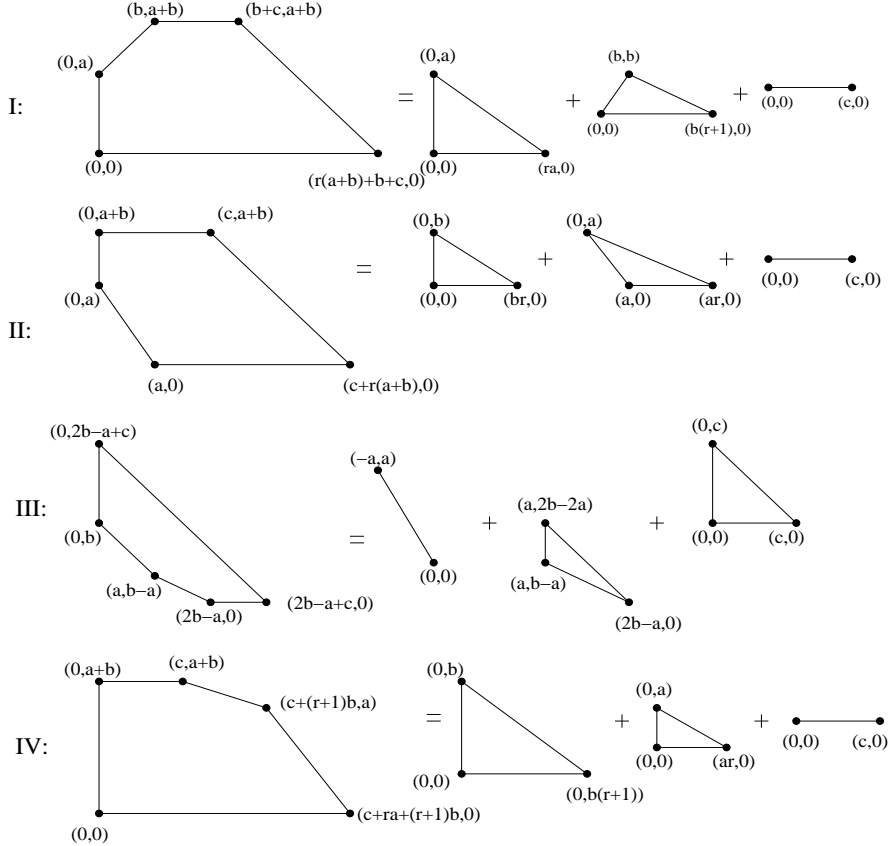 (b,a+b) (b+c,a+b)
(0,a) (0,a) (b,b)
I: = + +
(0,0) (c,0)
(0,0) (b(r+1),0)
(0,0) (r(a+b)+b+c,0) (0,0) (ra,0)
(0,a+b) (c,a+b) (0,b) (0,a)
= + +
(0,a) (0,0) (br,0) (a,0) (ar,0) (0,0) (c,0)
II:
(a,0) (c+r(a+b),0)
(0,2b−a+c) (0,c)
(−a,a)
III: (a,2b−2a)
= + +
(0,b) (0,0) (c,0)
(a,b−a) (0,0) (a,b−a)
(2b−a,0) (2b−a+c,0) (2b−a,0)
(0,a+b) (c,a+b) (0,b)
(c+(r+1)b,a) (0,a)
= + +
IV: (0,0) (0,b(r+1)) (0,0) (ar,0) (0,0) (c,0)
(0,0) (c+ra+(r+1)b,0)